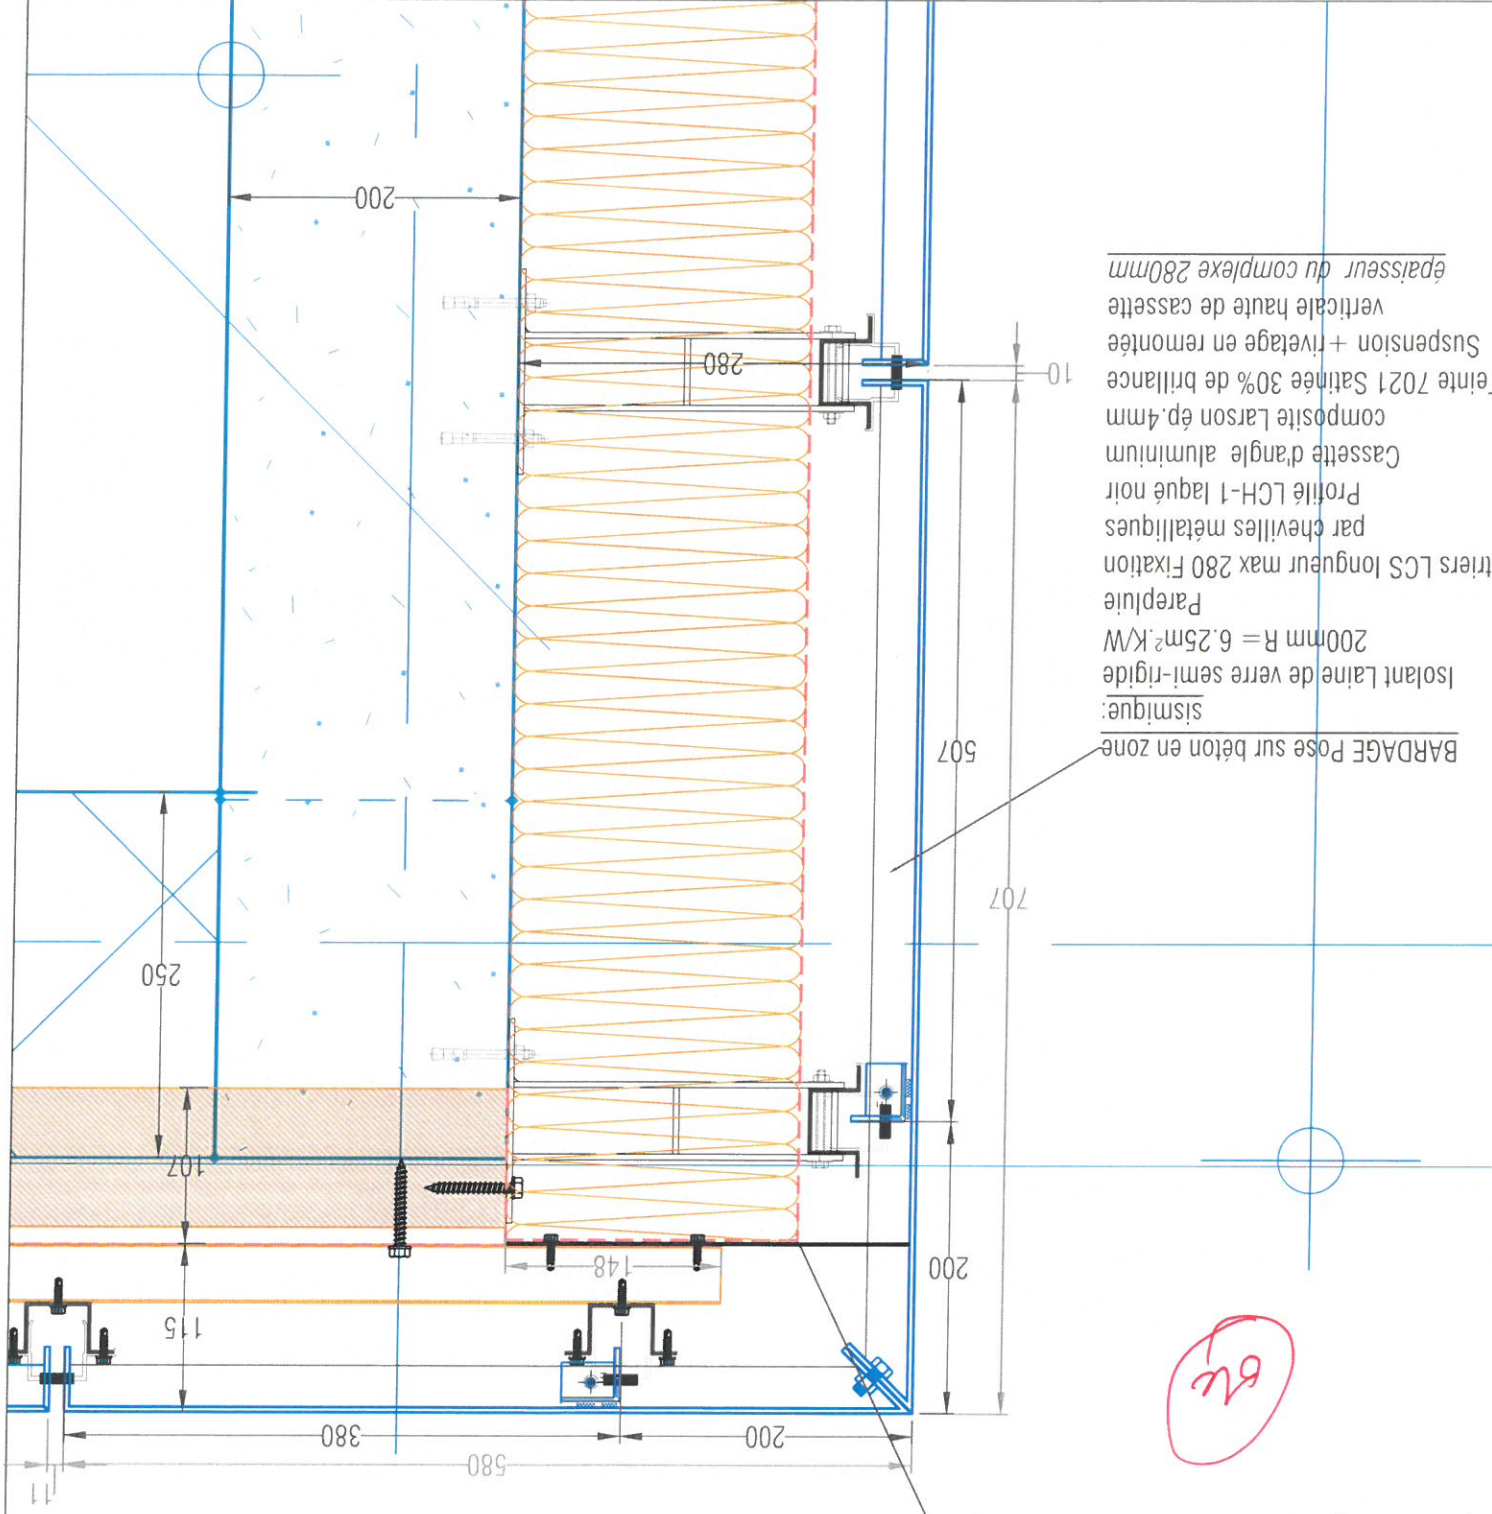 580
11
200
380
115
148
200
107
250
707
507
BARDAGE Pose sur béton en zone
sismique:
Isolant Laine de verre semi-rigide
200mm R= 6.25m².K/W
Parepluie
triers LCS longueur max 280 Fixation
par chevilles métalliques
Profilé LCH-1 laqué noir
Cassette d'angle aluminium
composite Larson ép.4mm
einte 7021 Satinée 30% de brillance
Suspension + rivetage en remontée
verticale haute de cassette
épaisseur du complexe 280mm
10
280
200